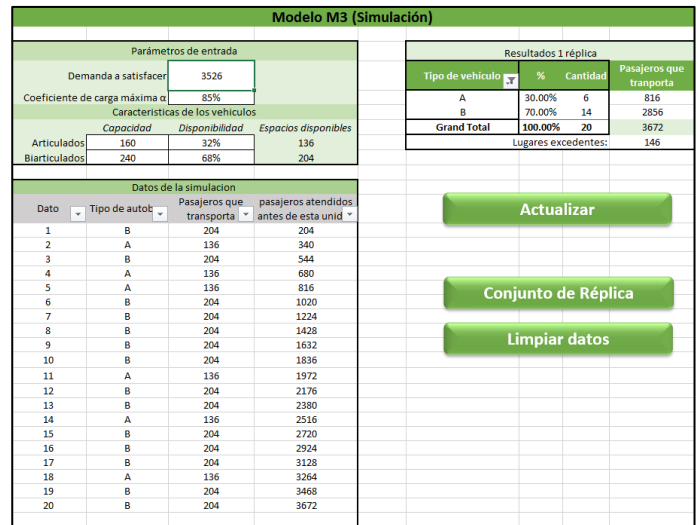 Modelo M3 (Simulación)
Parámetros de entrada
Demanda a satisfacer 3526
Coeficiente de carga máxima α 85%
Caracteristicas de los vehiculos
Capacidad Disponibilidad Espacios disponibles
Articulados 160 32% 136
Biarticulados 240 68% 204
Resultados 1 réplica
Tipo de vehículo % Cantidad Pasajeros que tranporta
A 30.00% 6 816
B 70.00% 14 2856
Grand Total 100.00% 20 3672
Lugares excedentes: 146
Datos de la simulacion
Dato Tipo de autob Pasajeros que transporta pasajeros atendidos antes de esta unid
1 B 204 204
2 A 136 340
3 B 204 544
4 A 136 680
5 A 136 816
6 B 204 1020
7 B 204 1224
8 B 204 1428
9 B 204 1632
10 B 204 1836
11 A 136 1972
12 B 204 2176
13 B 204 2380
14 A 136 2516
15 B 204 2720
16 B 204 2924
17 B 204 3128
18 A 136 3264
19 B 204 3468
20 B 204 3672
Actualizar
Conjunto de Réplica
Limpiar datos